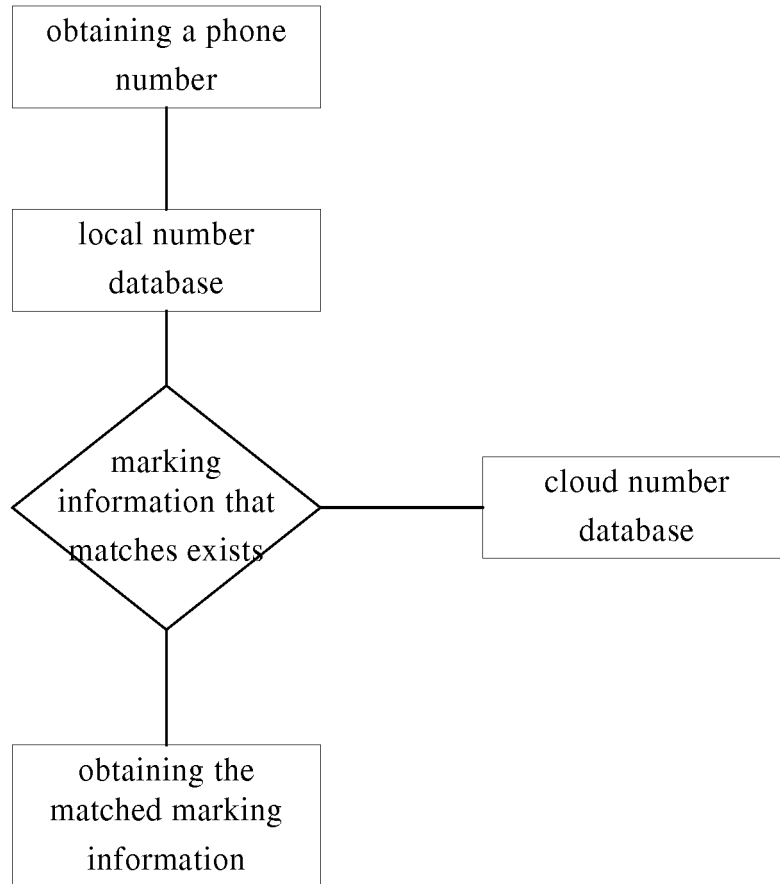 obtaining a phone
number
local number
database
marking
information that
matches exists
cloud number
database
obtaining the
matched marking
information